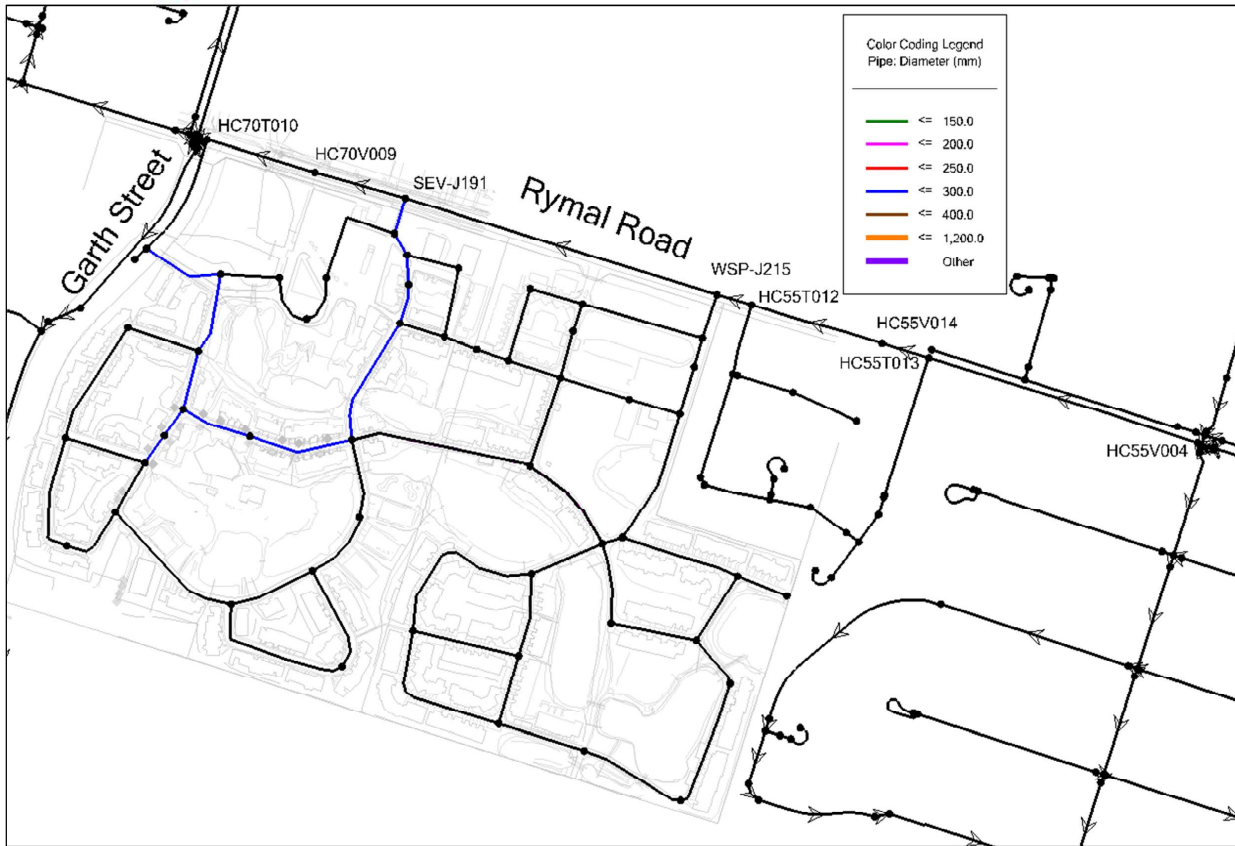 Color Coding Legend
Pipe: Diameter (mm)
<= 150.0
<= 200.0
<= 250.0
<= 300.0
<= 400.0
<= 1,200.0
Other
HC70T010
HC70V009
SEV-J191
Rymal Road
Garth Street
WSP-J215
HC55T012
HC55V014
HC55T013
HC55V004